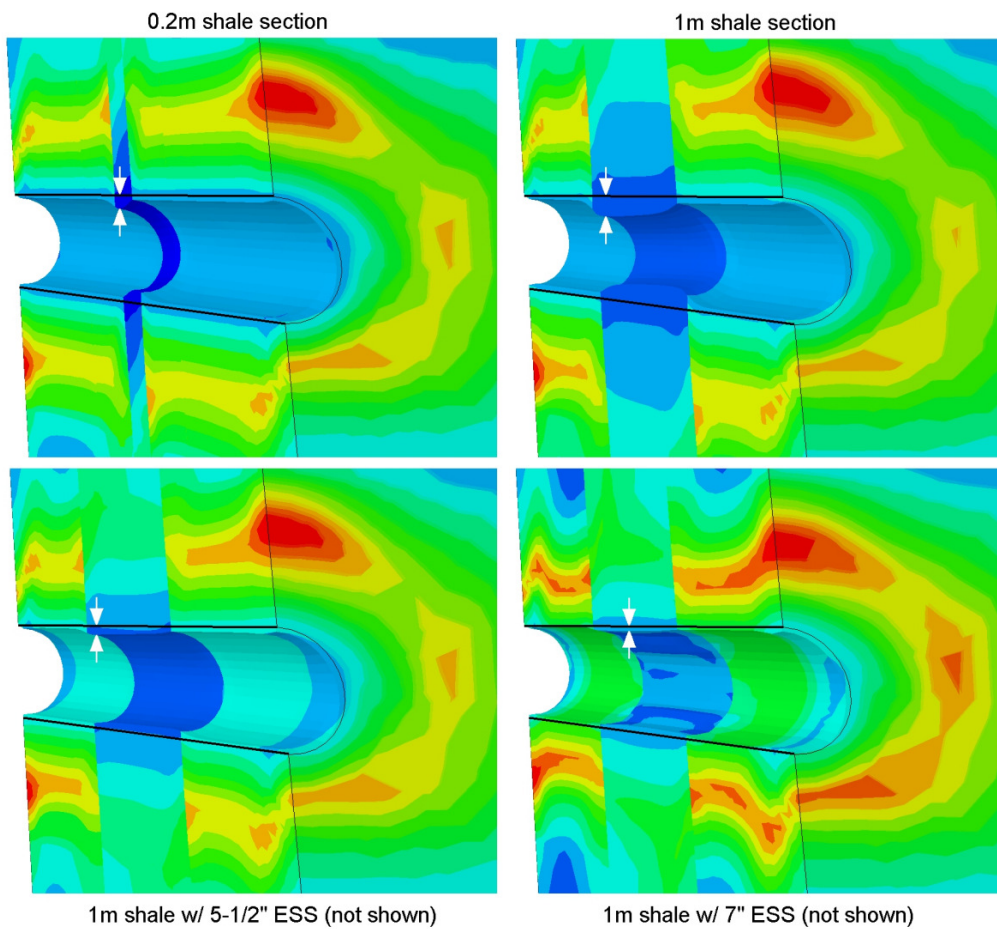 0.2m shale section
1m shale section
1m shale w/ 5-1/2" ESS (not shown)
1m shale w/ 7" ESS (not shown)